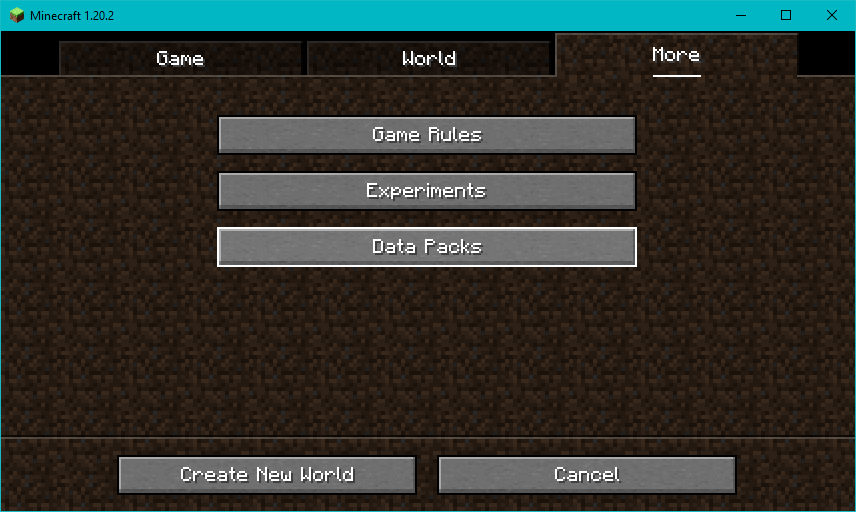 Minecraft 1.20.2
Game
World
More
Game Rules
Experiments
Data Packs
Create New World
Cancel